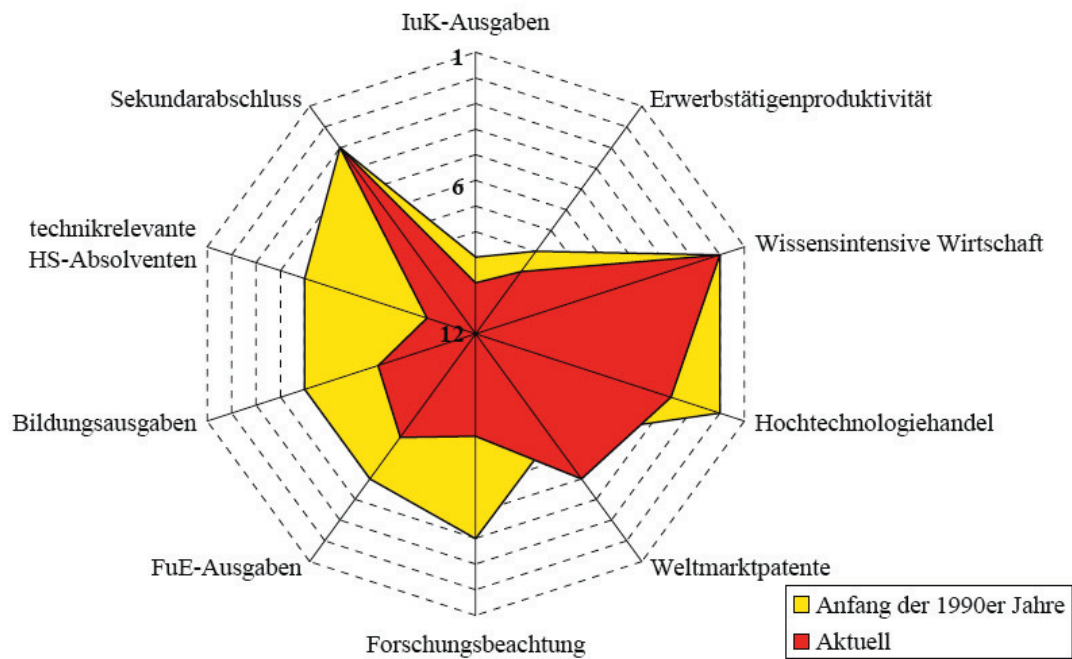 IuK-Ausgaben
1
Sekundarabschluss
Erwerbstätigenproduktivität
6
technikrelevante
HS-Absolventen
Wissensintensive Wirtschaft
12
Bildungsausgaben
Hochtechnologiehandel
FuE-Ausgaben
Weltmarktpatente
Forschungsbeachtung
Anfang der 1990er Jahre
Aktuell